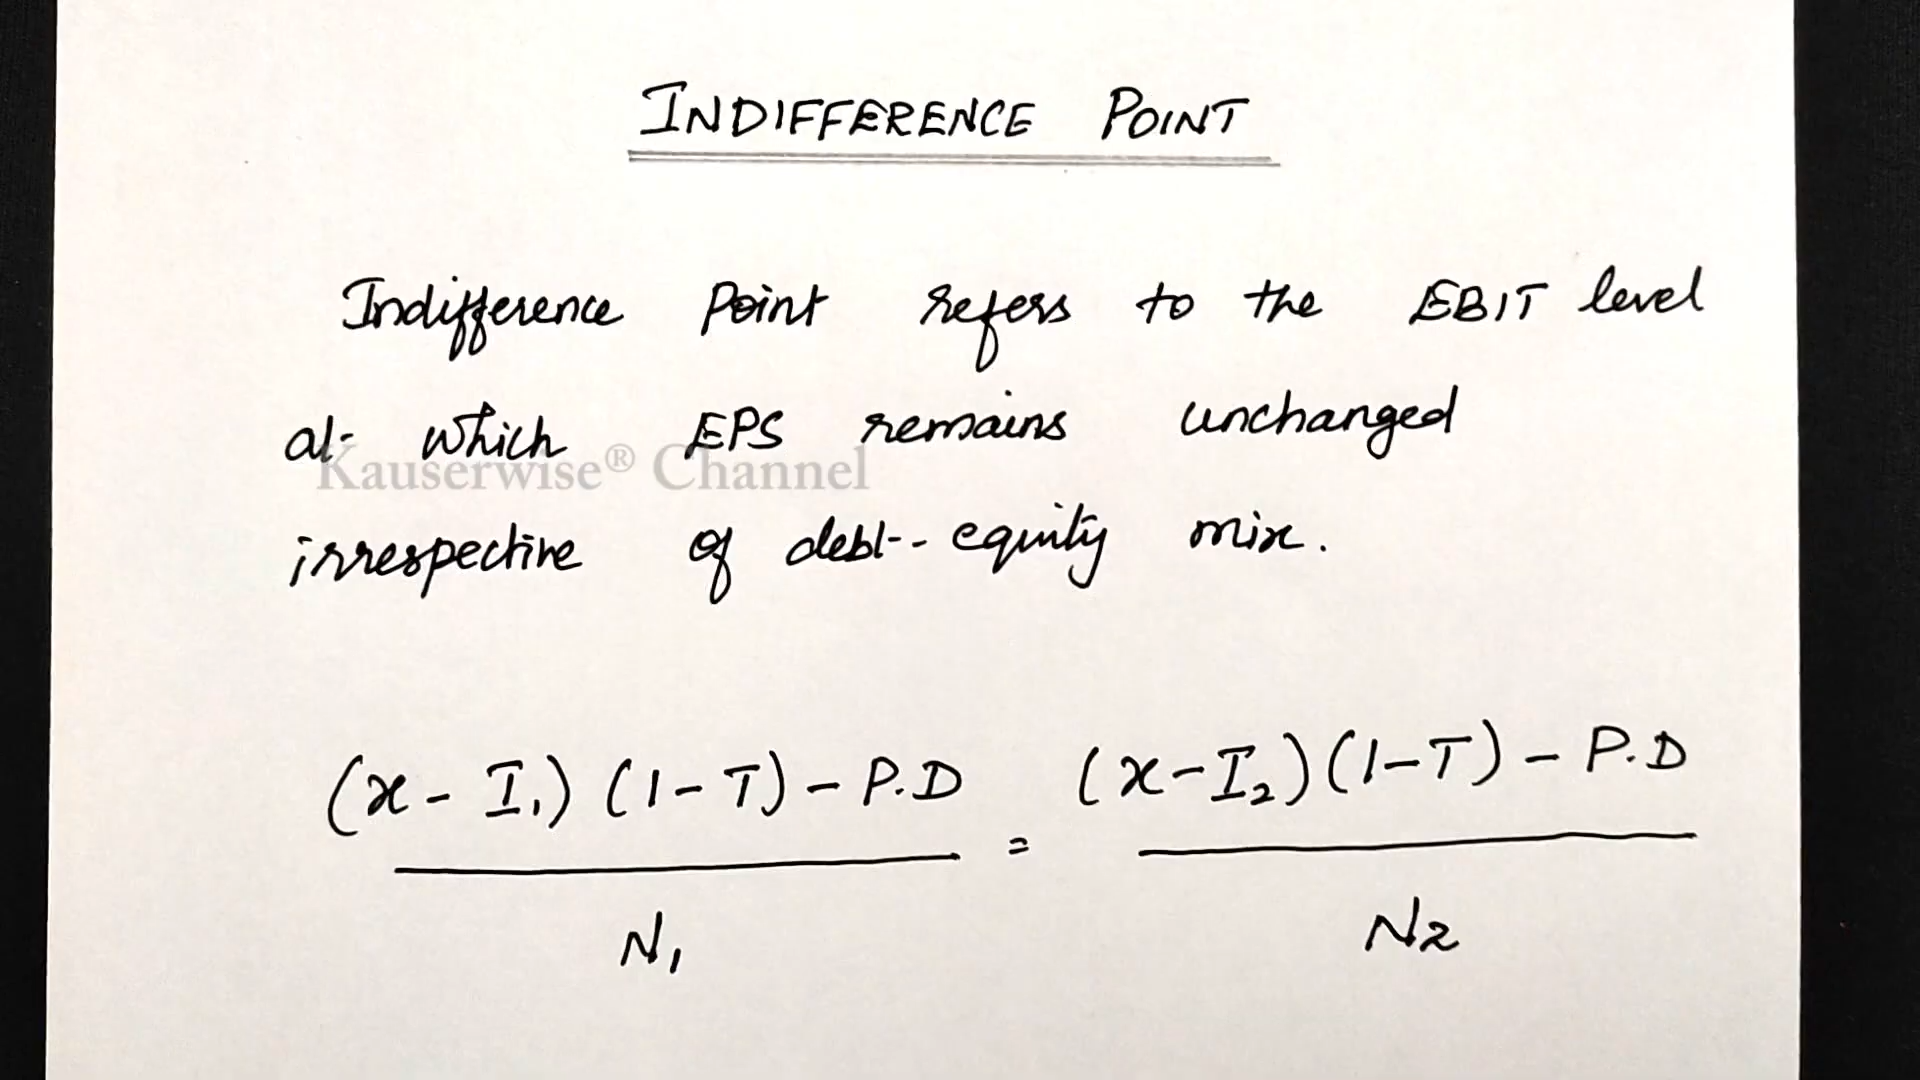 INDIFFERENCE POINT
Indifference Point refers to the EBIT level
at which EPS remains unchanged
Kauserwise® Channel
irrespective of debt-equity mix.
(x - I₁) (1 - T) - P.D = (x - I₂) (1 - T) - P.D
N₁ N₂